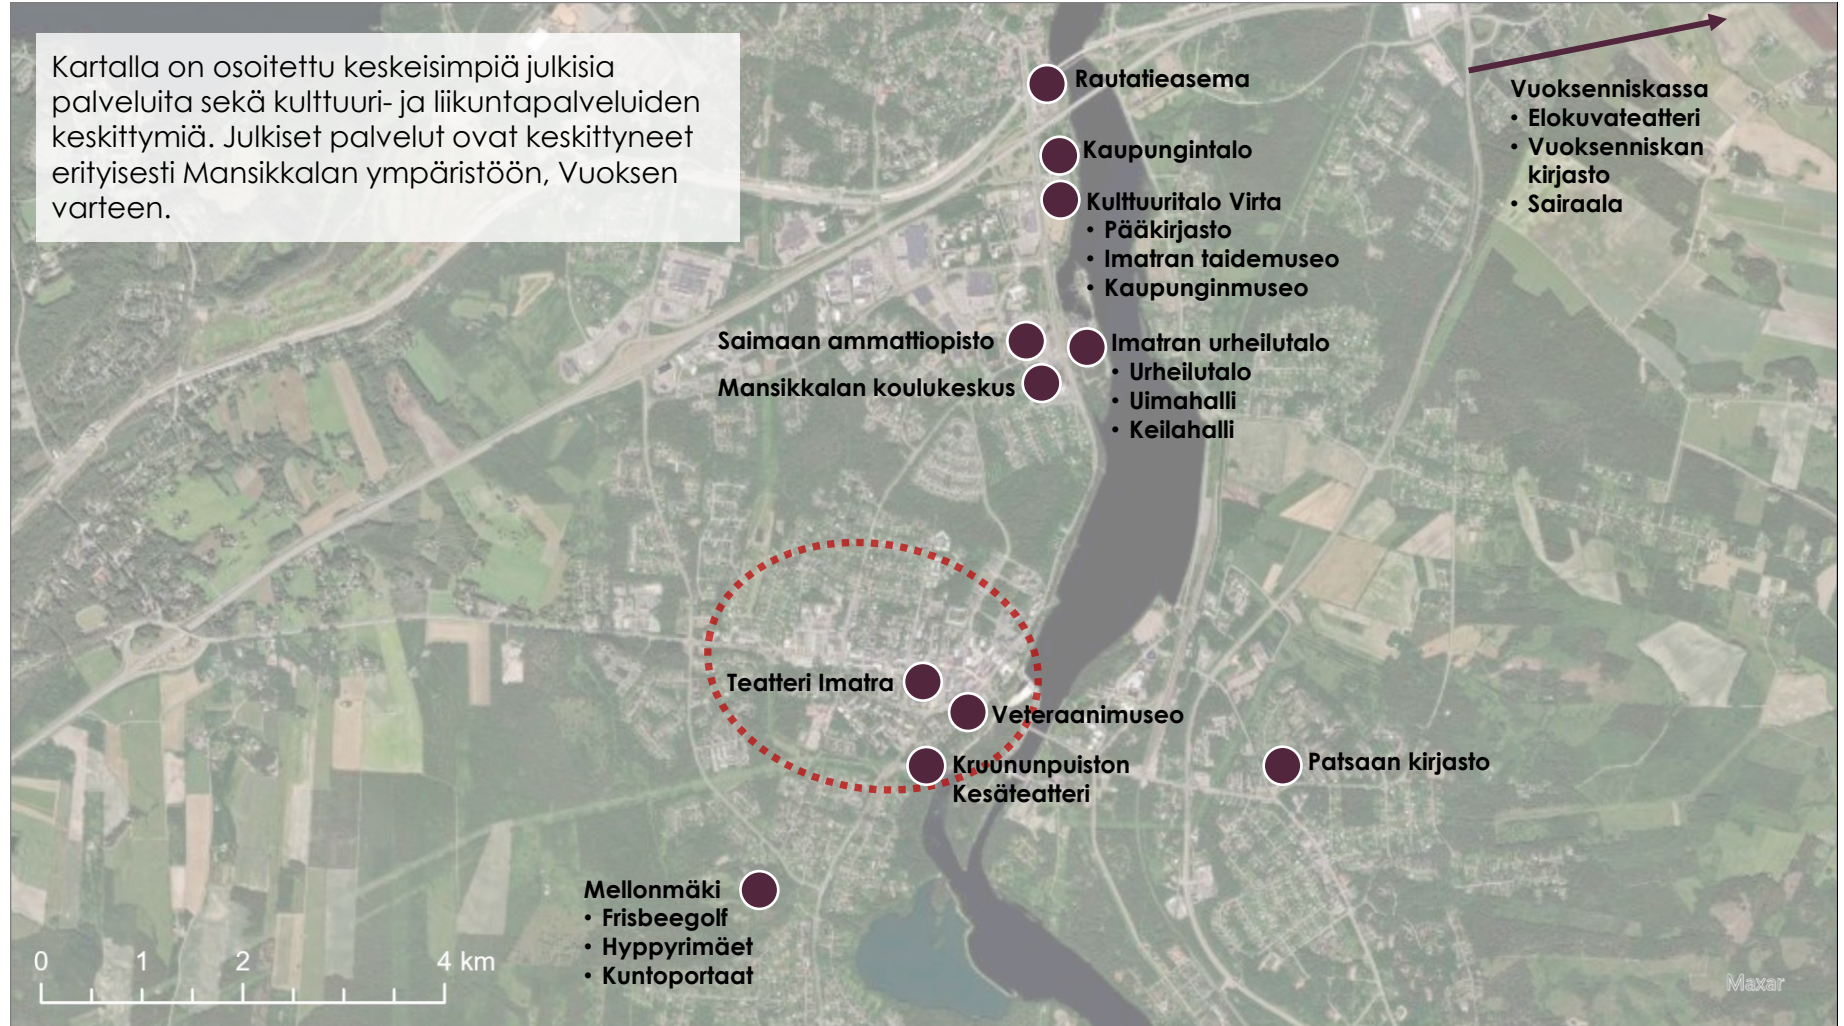 Kartalla on osoitettu keskeisimpiä julkisia
palveluita sekä kulttuuri- ja liikuntapalveluiden
keskittymiä. Julkiset palvelut ovat keskittyneet
erityisesti Mansikkalan ympäristöön, Vuoksen
varteen.
Rautatieasema
Vuoksenniskassa
• Elokuvateatteri
• Vuoksenniskan
kirjasto
• Sairaala
Kaupungintalo
Kulttuuritalo Virta
• Pääkirjasto
• Imatran taidemuseo
• Kaupunginmuseo
Saimaan ammattiopisto
Mansikkalan koulukeskus
Imatran urheilutalo
• Urheilutalo
• Uimahalli
• Keilahalli
Teatteri Imatra
Veteraanimuseo
Kruununpuiston
Kesäteatteri
Patsaan kirjasto
Mellonmäki
• Frisbeegolf
• Hyppyrimäet
• Kuntoportaat
0 1 2 4 km
Maxar